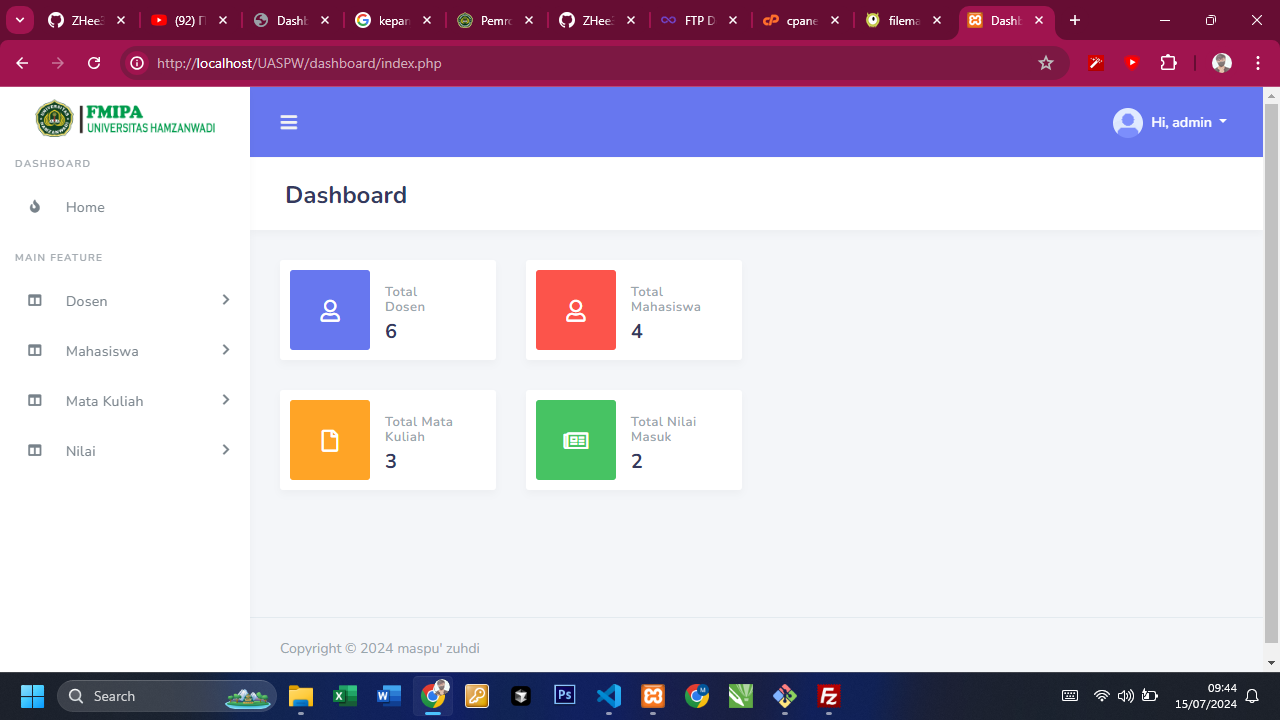 ZHee
(92) П
Dashb
kepan
Pemro
ZHee
FTP D
cpane
filema
Dashb
http://localhost/UASPW/dashboard/index.php
FMIPA
UNIVERSITAS HAMZANWADI
Hi, admin
DASHBOARD
Dashboard
Home
MAIN FEATURE
Dosen
Mahasiswa
Mata Kuliah
Nilai
Total
Dosen
6
Total
Mahasiswa
4
Total Mata
Kuliah
3
Total Nilai
Masuk
2
Copyright © 2024 maspu' zuhdi
Search
09:44
15/07/2024